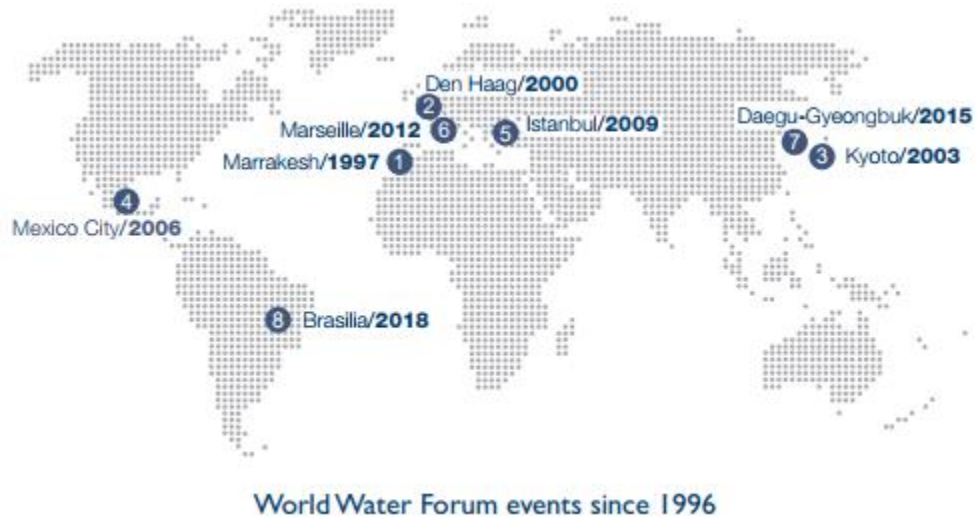 Den Haag/2000
2
Marseille/2012
6
5
Istanbul/2009
Daegu-Gyeongbuk/2015
7
Marrakesh/1997
1
3
Kyoto/2003
4
Mexico City/2006
8
Brasilia/2018
World Water Forum events since 1996